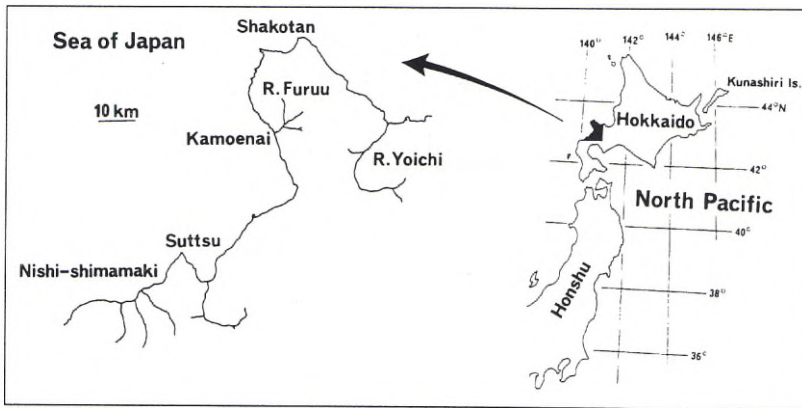 Sea of Japan
Shakotan
R. Furuu
10 km
Kamoenai
R. Yoichi
Suttsu
Nishi-shimamaki
140° 142° 144° 146°E
Kunashiri Is.
44°N
Hokkaido
42°
North Pacific
40°
Honshu
38°
36°